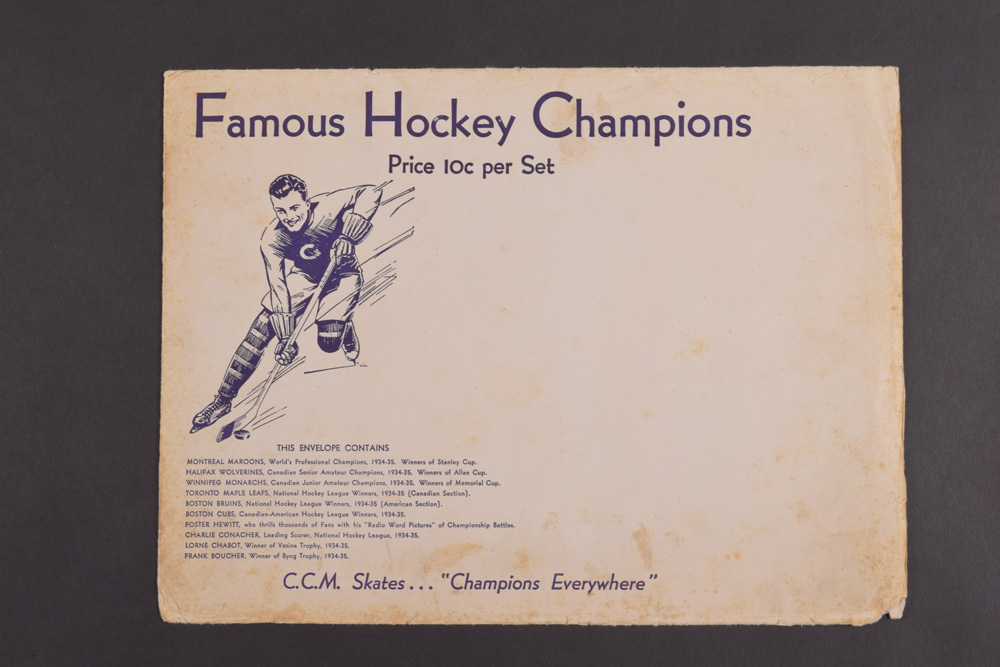 Famous Hockey Champions
Price 10c per Set
C
THIS ENVELOPE CONTAINS
MONTREAL MAROONS, World's Professional Champions, 1934-35. Winners of Stanley Cup.
HALIFAX WOLVERINES, Canadian Senior Amateur Champions, 1934-35. Winners of Allan Cup.
WINNIPEG MONARCHS, Canadian Junior Amateur Champions, 1934-35. Winners of Memorial Cup.
TORONTO MAPLE LEAFS, National Hockey League Winners, 1934-35 (Canadian Section).
BOSTON BRUINS, National Hockey League Winners, 1934-35 (American Section).
BOSTON CUBS, Canadian-American Hockey League Winners, 1934-35.
FOSTER HEWITT, who thrills thousands of Fans with his "Radio Word Pictures" of Championship Battles.
CHARLIE CONACHER, Leading Scorer, National Hockey League, 1934-35.
LORNE CHABOT, Winner of Vezina Trophy, 1934-35.
FRANK BOUCHER, Winner of Byng Trophy, 1934-35.
C.C.M. Skates... "Champions Everywhere"